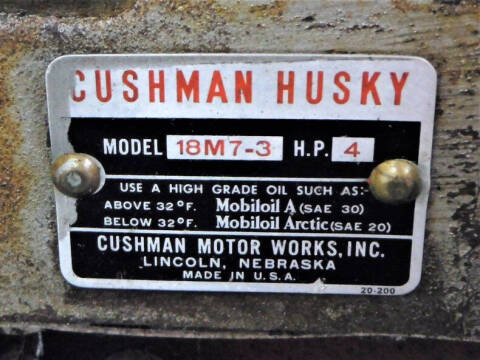 CUSHMAN HUSKY
MODEL 18M7-3 H.P. 4
USE A HIGH GRADE OIL SUCH AS:-
ABOVE 32°F. Mobiloil A (SAE 30)
BELOW 32°F. Mobiloil Arctic (SAE 20)
CUSHMAN MOTOR WORKS, INC.
LINCOLN, NEBRASKA
MADE IN U.S.A.
20-200